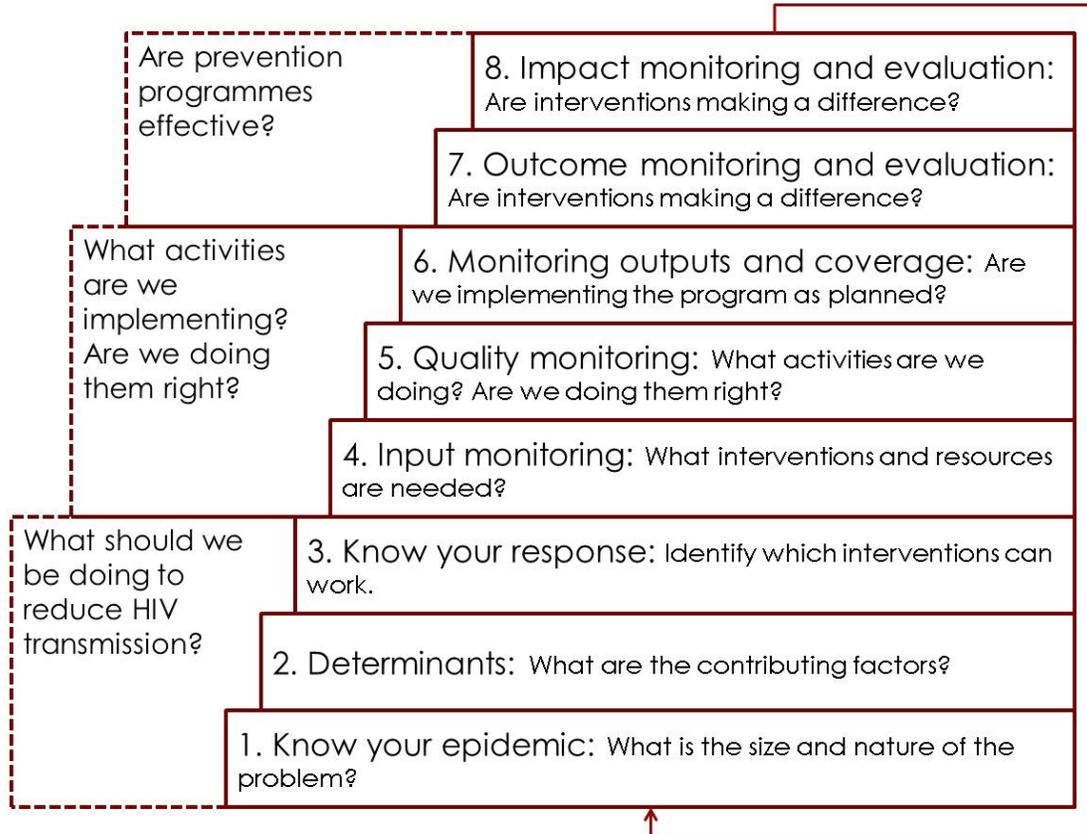 Are prevention
programmes
effective?
8. Impact monitoring and evaluation:
Are interventions making a difference?
7. Outcome monitoring and evaluation:
Are interventions making a difference?
What activities
are we
implementing?
Are we doing
them right?
6. Monitoring outputs and coverage: Are
we implementing the program as planned?
5. Quality monitoring: What activities are we
doing? Are we doing them right?
4. Input monitoring: What interventions and resources
are needed?
What should we
be doing to
reduce HIV
transmission?
3. Know your response: Identify which interventions can
work.
2. Determinants: What are the contributing factors?
1. Know your epidemic: What is the size and nature of the
problem?